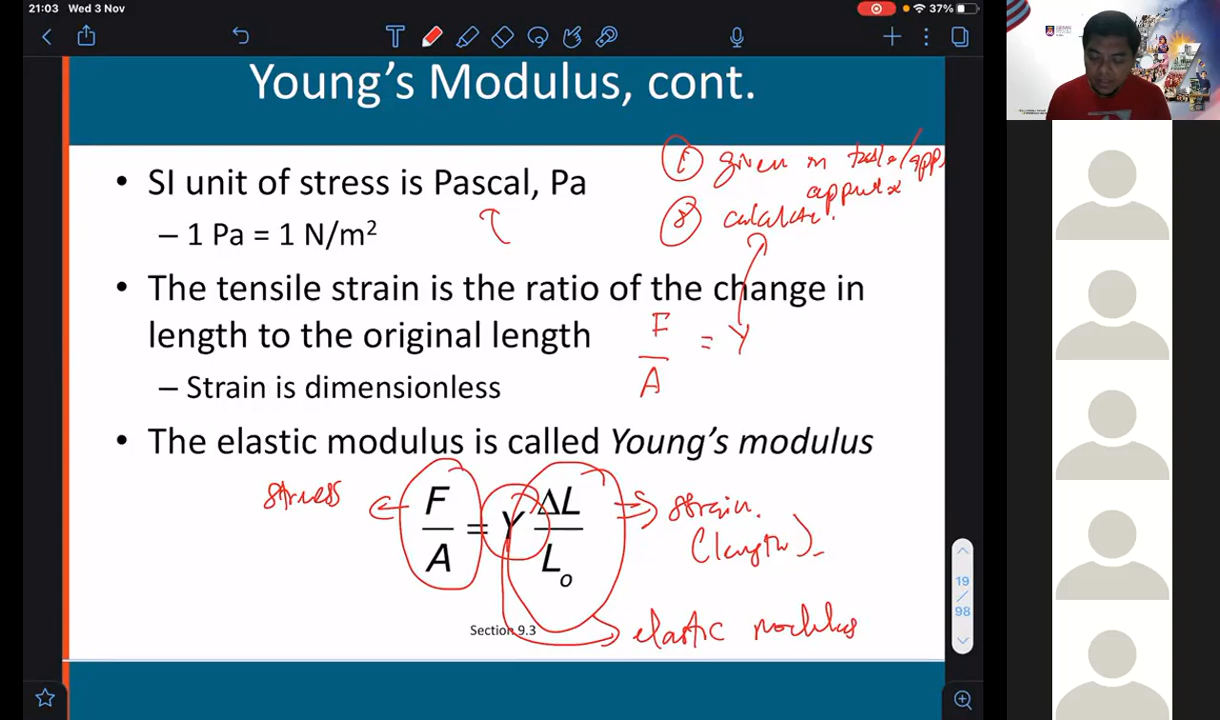 21:03 Wed 3 Nov
37%
Young's Modulus, cont.
① given in table/apps
appendix
② calculate.
• SI unit of stress is Pascal, Pa
– 1 Pa = 1 N/m²
• The tensile strain is the ratio of the change in
length to the original length
F/A = Y
– Strain is dimensionless
• The elastic modulus is called Young's modulus
stress
F/A = Y ΔL/L₀
strain.
(length)
Section 9.3
elastic modulus
19
/
98